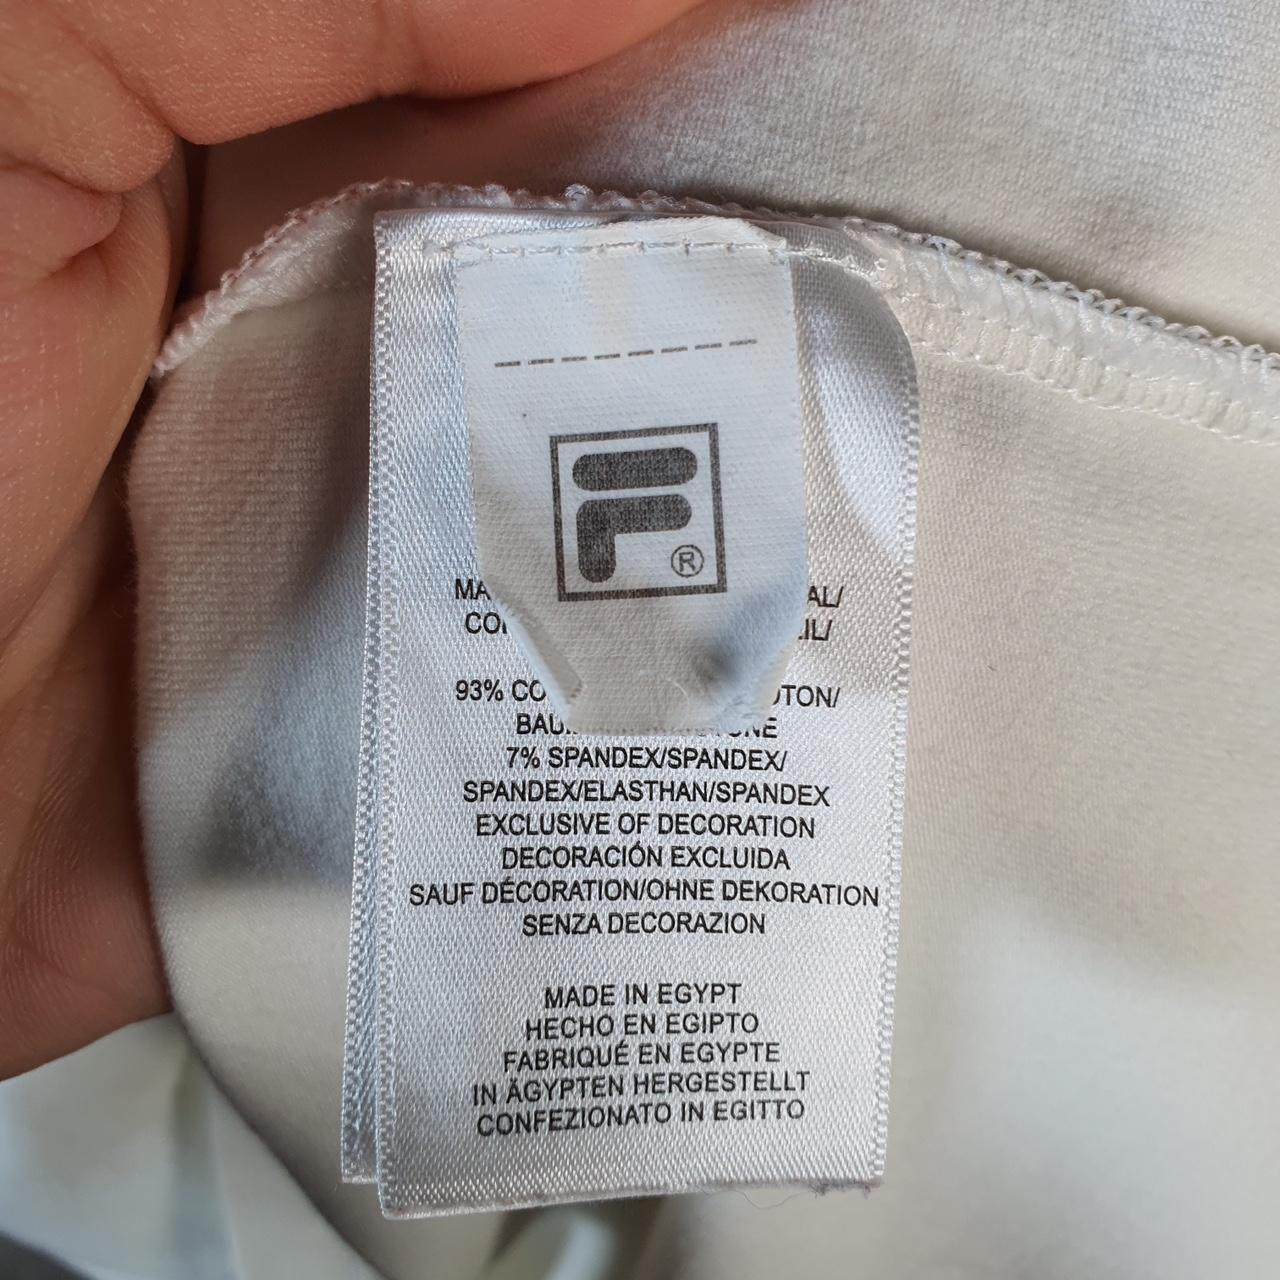 F
®
7% SPANDEX/SPANDEX/
SPANDEX/ELASTHAN/SPANDEX
EXCLUSIVE OF DECORATION
DECORACIÓN EXCLUIDA
SAUF DÉCORATION/OHNE DEKORATION
SENZA DECORAZION
MADE IN EGYPT
HECHO EN EGIPTO
FABRIQUÉ EN EGYPTE
IN ÄGYPTEN HERGESTELLT
CONFEZIONATO IN EGITTO